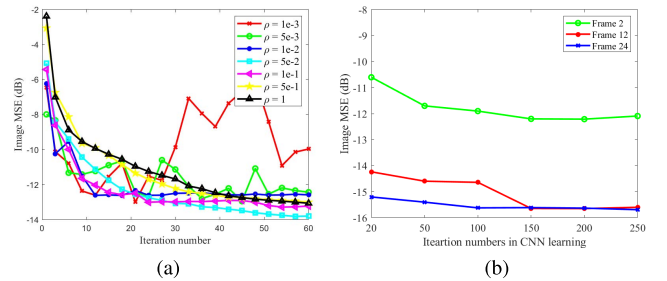 -2
-4
-6
-8
-10
-12
-14
Image MSE (dB)
0 10 20 30 40 50 60
Iteration number
ρ = 1e-3
ρ = 5e-3
ρ = 1e-2
ρ = 5e-2
ρ = 1e-1
ρ = 5e-1
ρ = 1
(a)
-8
-9
-10
-11
-12
-13
-14
-15
-16
Image MSE (dB)
20 50 100 150 200 250
Iteartion numbers in CNN learning
Frame 2
Frame 12
Frame 24
(b)